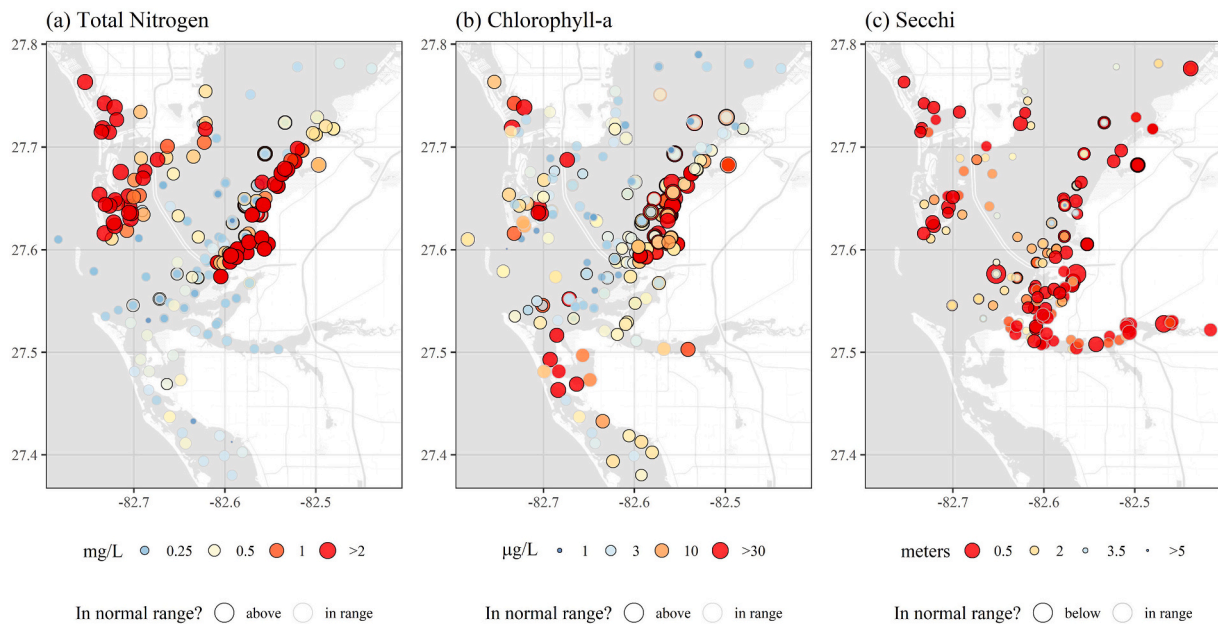 (a) Total Nitrogen
27.8
27.7
27.6
27.5
27.4
-82.7 -82.6 -82.5
mg/L 0.25 0.5 1 >2
In normal range? above in range
(b) Chlorophyll-a
27.8
27.7
27.6
27.5
27.4
-82.7 -82.6 -82.5
μg/L 1 3 10 >30
In normal range? above in range
(c) Secchi
27.8
27.7
27.6
27.5
27.4
-82.7 -82.6 -82.5
meters 0.5 2 3.5 >5
In normal range? below in range